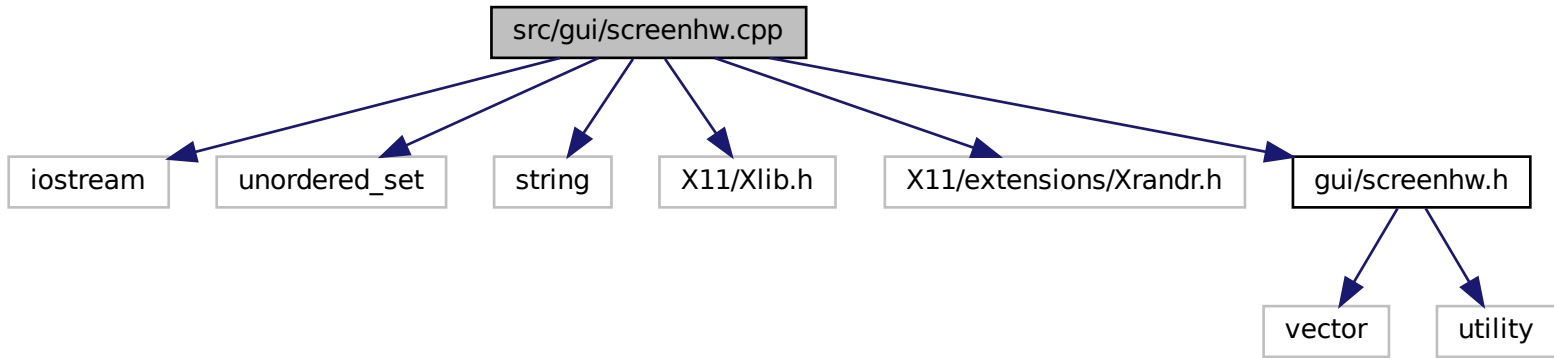 src/gui/screenhw.cpp
iostream
unordered_set
string
X11/Xlib.h
X11/extensions/Xrandr.h
gui/screenhw.h
vector
utility